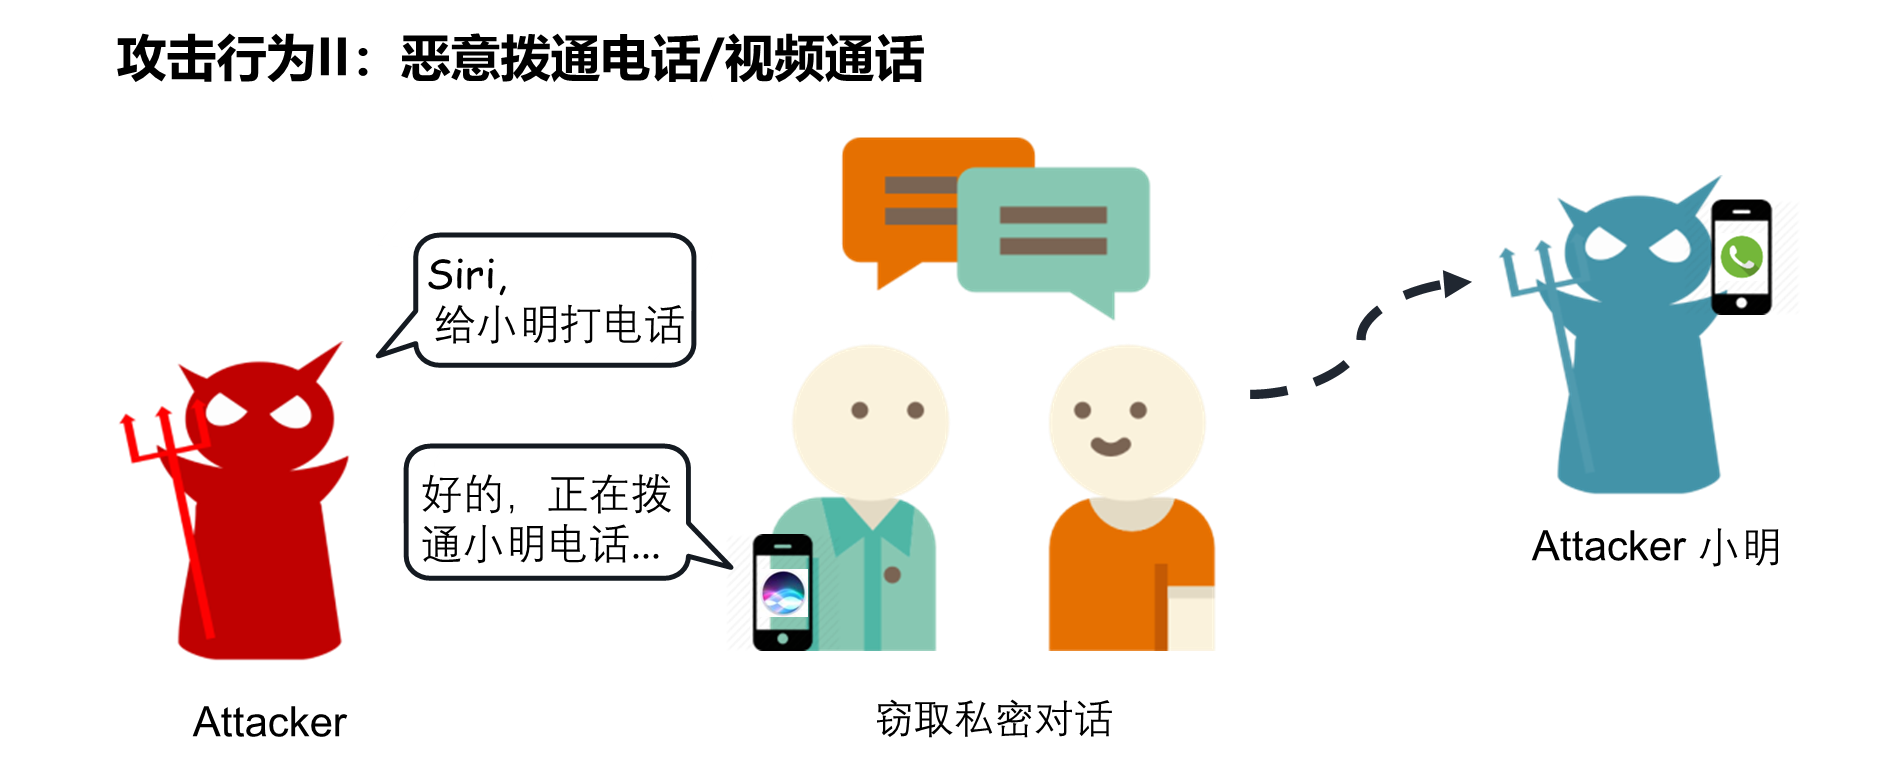 攻击行为II：恶意拨通电话/视频通话
Siri,
给小明打电话
好的，正在拨
通小明电话...
Attacker
窃取私密对话
Attacker 小明